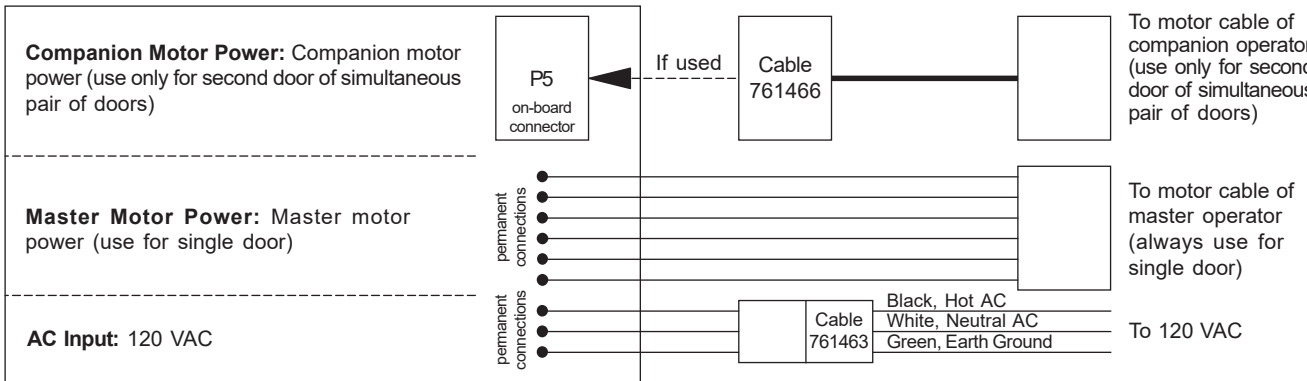 Companion Motor Power: Companion motor
power (use only for second door of simultaneous
pair of doors)
P5
on-board
connector
If used
Cable
761466
To motor cable of
companion operator
(use only for second
door of simultaneous
pair of doors)
Master Motor Power: Master motor
power (use for single door)
permanent
connections
To motor cable of
master operator
(always use for
single door)
AC Input: 120 VAC
permanent
connections
Cable
761463
Black, Hot AC
White, Neutral AC
Green, Earth Ground
To 120 VAC